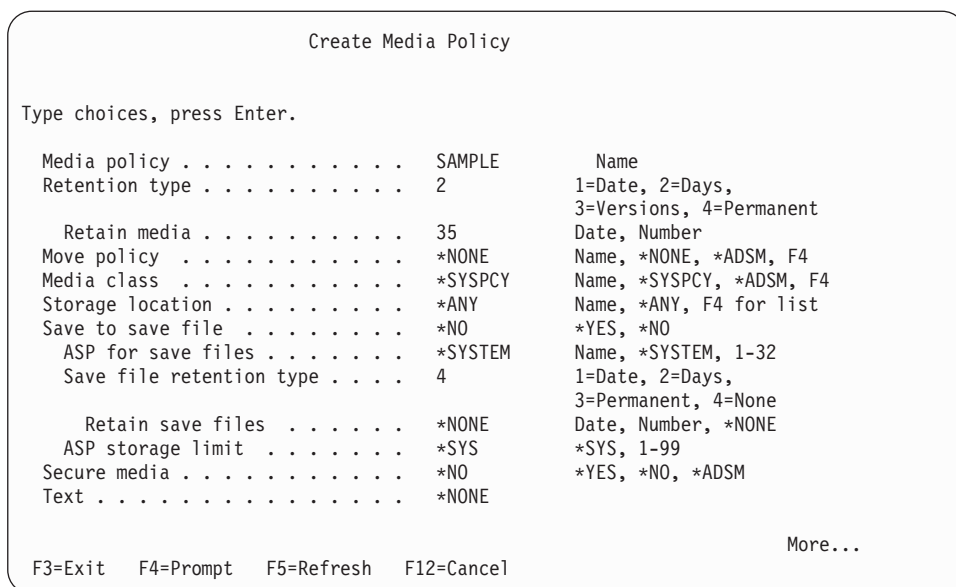 Create Media Policy
Type choices, press Enter.
Media policy . . . . . . . . . . . SAMPLE Name
Retention type . . . . . . . . . . 2 1=Date, 2=Days,
3=Versions, 4=Permanent
Retain media . . . . . . . . . . 35 Date, Number
Move policy . . . . . . . . . . . *NONE Name, *NONE, *ADSM, F4
Media class . . . . . . . . . . . *SYSPCY Name, *SYSPCY, *ADSM, F4
Storage location . . . . . . . . . *ANY Name, *ANY, F4 for list
Save to save file . . . . . . . . *NO *YES, *NO
ASP for save files . . . . . . . *SYSTEM Name, *SYSTEM, 1-32
Save file retention type . . . . 4 1=Date, 2=Days,
3=Permanent, 4=None
Retain save files . . . . . . *NONE Date, Number, *NONE
ASP storage limit . . . . . . . *SYS *SYS, 1-99
Secure media . . . . . . . . . . . *NO *YES, *NO, *ADSM
Text . . . . . . . . . . . . . . . *NONE
More...
F3=Exit F4=Prompt F5=Refresh F12=Cancel